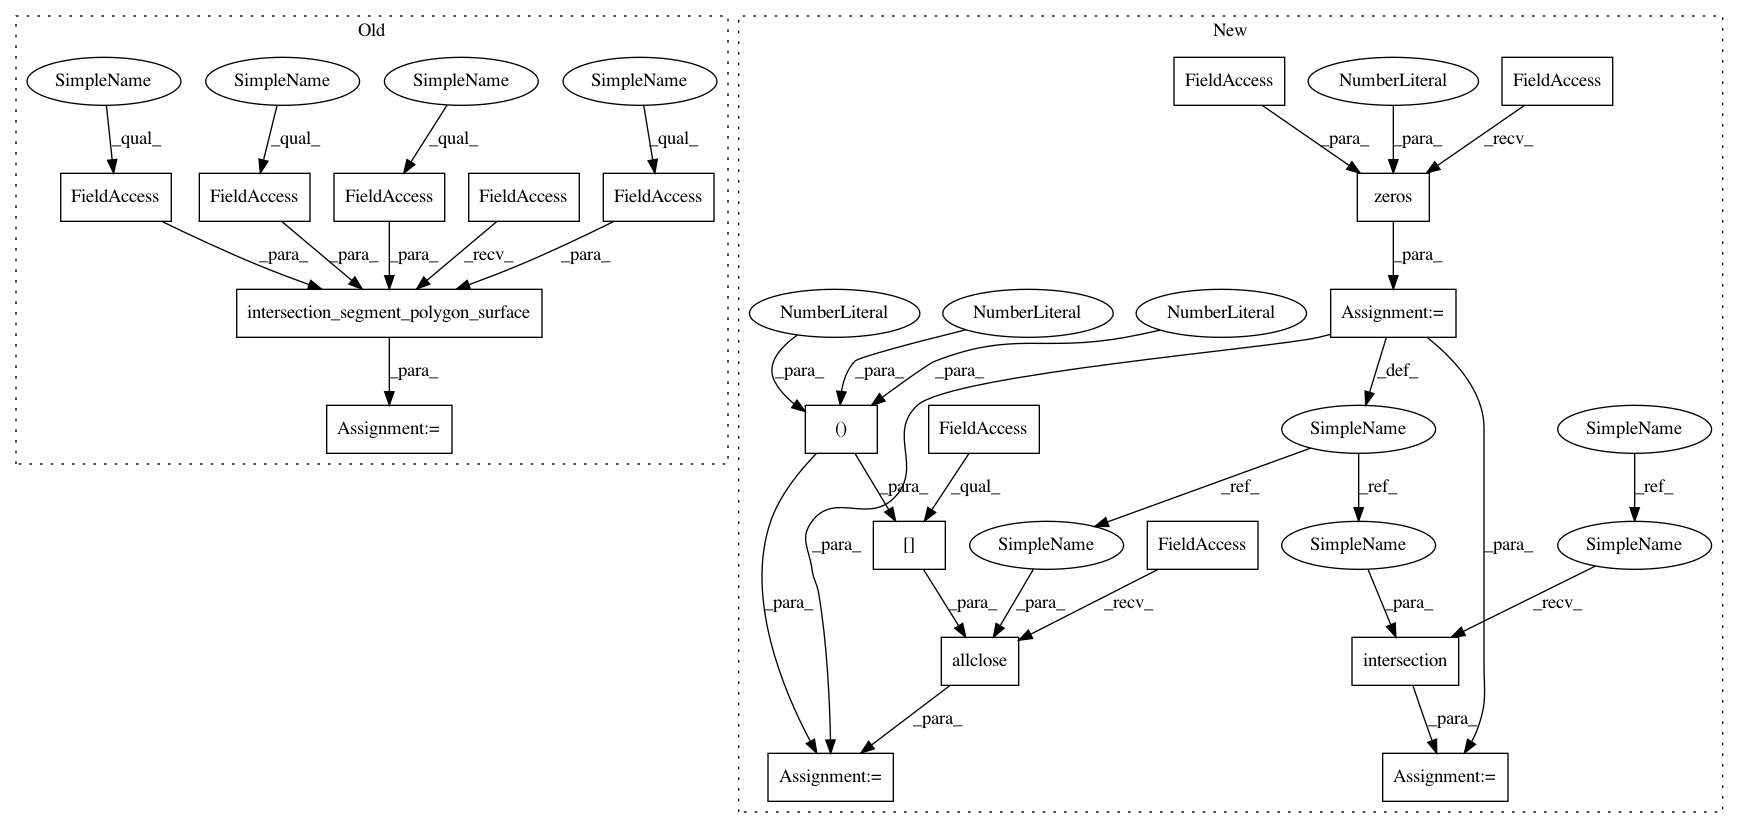 Old
New
SimpleName
SimpleName
SimpleName
SimpleName
FieldAccess
NumberLiteral
FieldAccess
_qual_
_qual_
_qual_
_qual_
_para_
_para_
_recv_
FieldAccess
FieldAccess
FieldAccess
FieldAccess
FieldAccess
zeros
_para_
_para_
_para_
_recv_
_para_
_para_
intersection_segment_polygon_surface
NumberLiteral
NumberLiteral
NumberLiteral
Assignment:=
_para_
_para_
_para_
_para_
_def_
Assignment:=
()
FieldAccess
SimpleName
SimpleName
_para_
_qual_
_ref_
_ref_
_ref_
_para_
[]
SimpleName
FieldAccess
SimpleName
_para_
SimpleName
_para_
_para_
_para_
_recv_
_para_
_recv_
allclose
intersection
_para_
_para_
Assignment:=
Assignment:=